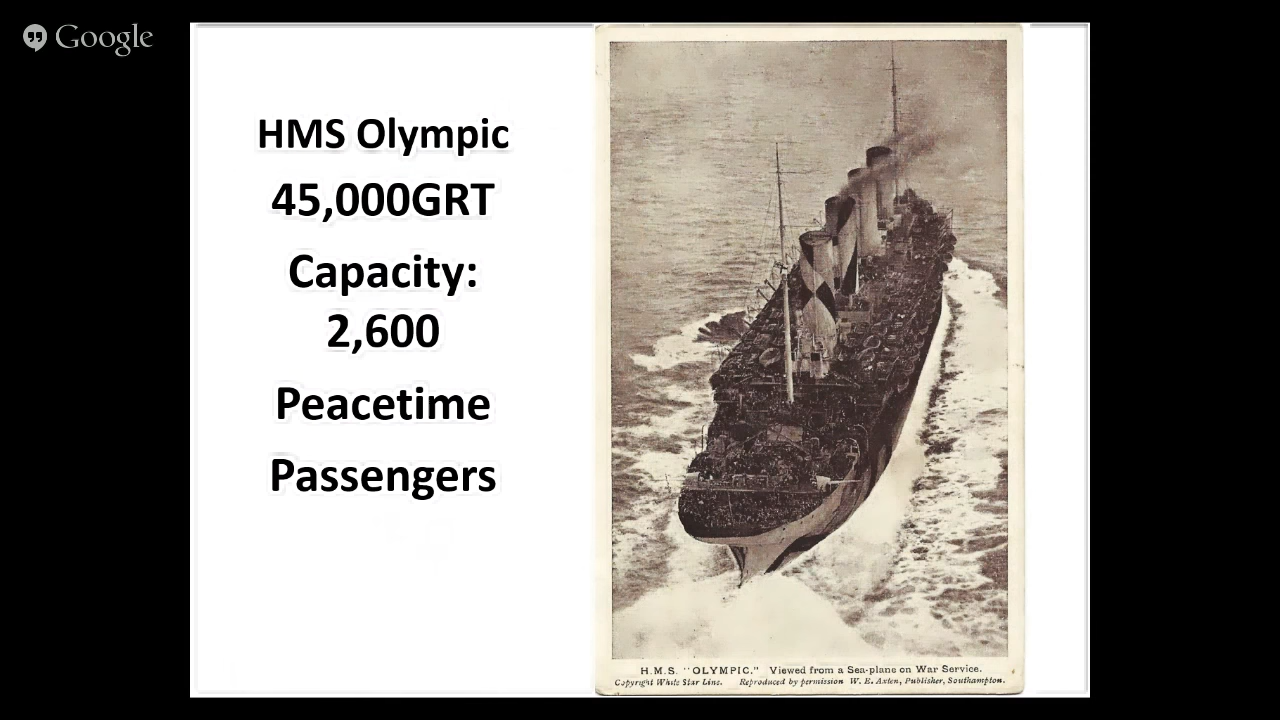 Google
HMS Olympic
45,000GRT
Capacity:
2,600
Peacetime
Passengers
H.M.S. "OLYMPIC." Viewed from a Sea-plane on War Service.
Copyright White Star Line. Reproduced by permission W. E. Axten, Publisher, Southampton.